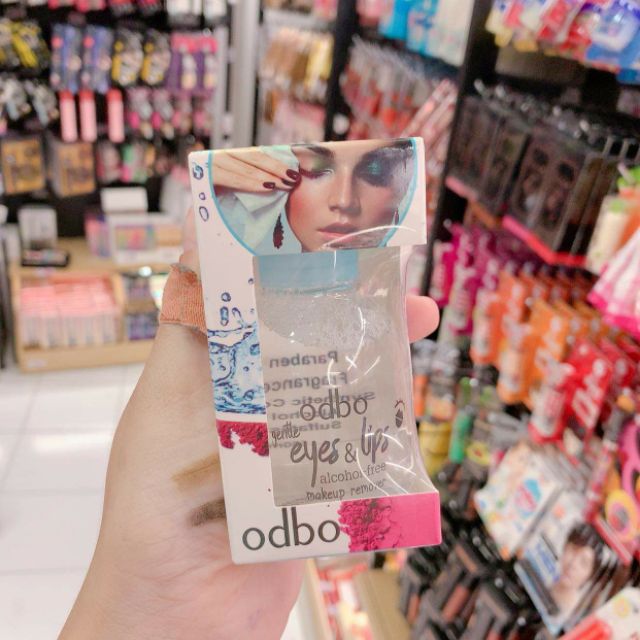 Paraben
Fragrance
odbo
gentle
eyes & lips
alcohol-free
makeup remover
odbo